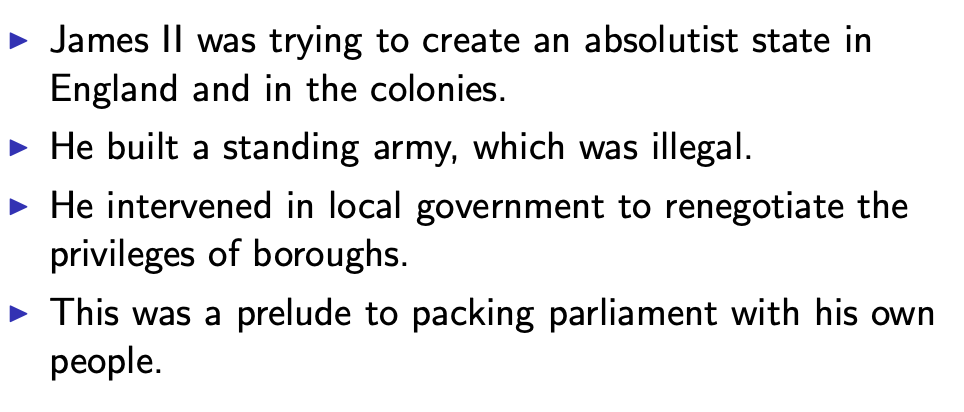 James II was trying to create an absolutist state in
England and in the colonies.
He built a standing army, which was illegal.
He intervened in local government to renegotiate the
privileges of boroughs.
This was a prelude to packing parliament with his own
people.